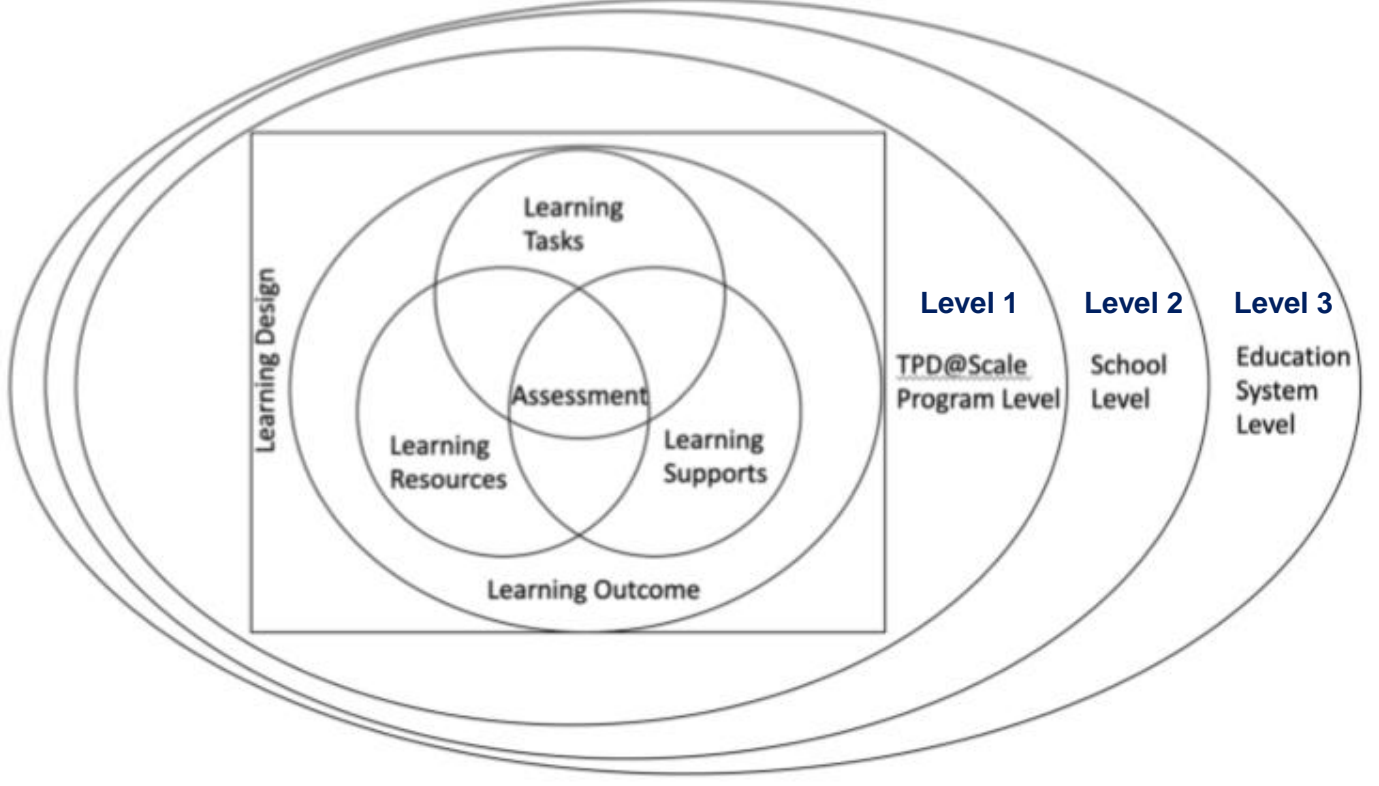 Learning
Tasks
Learning Design
Level 1
Level 2
Level 3
TPD@Scale
Program Level
School
Level
Education
System
Level
Assessment
Learning
Resources
Learning
Supports
Learning Outcome